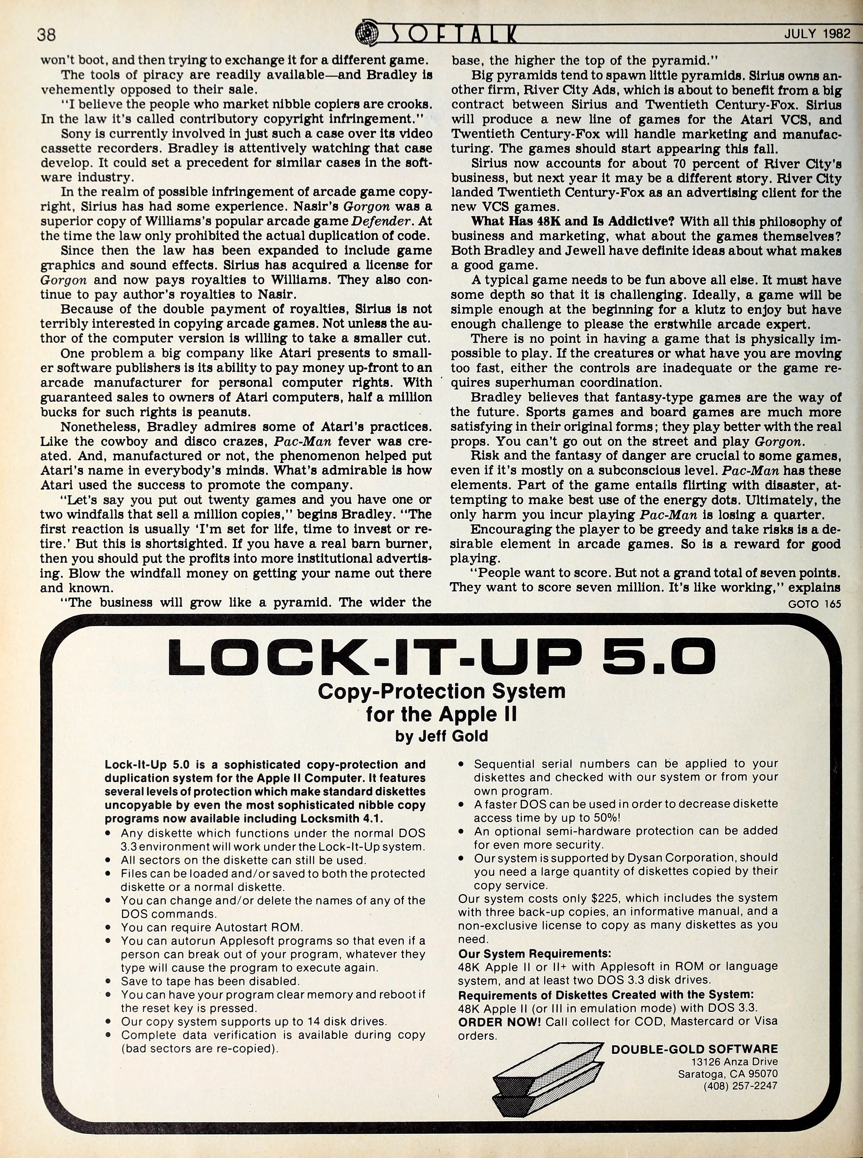 38
SOFTALK
JULY 1982
won't boot, and then trying to exchange it for a different game.
The tools of piracy are readily available—and Bradley is
vehemently opposed to their sale.
"I believe the people who market nibble copiers are crooks.
In the law it's called contributory copyright infringement."
Sony is currently involved in just such a case over its video
cassette recorders. Bradley is attentively watching that case
develop. It could set a precedent for similar cases in the soft-
ware industry.
In the realm of possible infringement of arcade game copy-
right, Sirius has had some experience. Nasir's Gorgon was a
superior copy of Williams's popular arcade game Defender. At
the time the law only prohibited the actual duplication of code.
Since then the law has been expanded to include game
graphics and sound effects. Sirius has acquired a license for
Gorgon and now pays royalties to Williams. They also con-
tinue to pay author's royalties to Nasir.
Because of the double payment of royalties, Sirius is not
terribly interested in copying arcade games. Not unless the au-
thor of the computer version is willing to take a smaller cut.
One problem a big company like Atari presents to small-
er software publishers is its ability to pay money up-front to an
arcade manufacturer for personal computer rights. With
guaranteed sales to owners of Atari computers, half a million
bucks for such rights is peanuts.
Nonetheless, Bradley admires some of Atari's practices.
Like the cowboy and disco crazes, Pac-Man fever was cre-
ated. And, manufactured or not, the phenomenon helped put
Atari's name in everybody's minds. What's admirable is how
Atari used the success to promote the company.
"Let's say you put out twenty games and you have one or
two windfalls that sell a million copies," begins Bradley. "The
first reaction is usually 'I'm set for life, time to invest or re-
tire.' But this is shortsighted. If you have a real barn burner,
then you should put the profits into more institutional advertis-
ing. Blow the windfall money on getting your name out there
and known.
"The business will grow like a pyramid. The wider the
base, the higher the top of the pyramid."
Big pyramids tend to spawn little pyramids. Sirius owns an-
other firm, River City Ads, which is about to benefit from a big
contract between Sirius and Twentieth Century-Fox. Sirius
will produce a new line of games for the Atari VCS, and
Twentieth Century-Fox will handle marketing and manufac-
turing. The games should start appearing this fall.
Sirius now accounts for about 70 percent of River City's
business, but next year it may be a different story. River City
landed Twentieth Century-Fox as an advertising client for the
new VCS games.
What Has 48K and Is Addictive? With all this philosophy of
business and marketing, what about the games themselves?
Both Bradley and Jewell have definite ideas about what makes
a good game.
A typical game needs to be fun above all else. It must have
some depth so that it is challenging. Ideally, a game will be
simple enough at the beginning for a klutz to enjoy but have
enough challenge to please the erstwhile arcade expert.
There is no point in having a game that is physically im-
possible to play. If the creatures or what have you are moving
too fast, either the controls are inadequate or the game re-
quires superhuman coordination.
Bradley believes that fantasy-type games are the way of
the future. Sports games and board games are much more
satisfying in their original forms; they play better with the real
props. You can't go out on the street and play Gorgon.
Risk and the fantasy of danger are crucial to some games,
even if it's mostly on a subconscious level. Pac-Man has these
elements. Part of the game entails flirting with disaster, at-
tempting to make best use of the energy dots. Ultimately, the
only harm you incur playing Pac-Man is losing a quarter.
Encouraging the player to be greedy and take risks is a de-
sirable element in arcade games. So is a reward for good
playing.
"People want to score. But not a grand total of seven points.
They want to score seven million. It's like working," explains
GOTO 165
LOCK-IT-UP 5.0
Copy-Protection System
for the Apple II
by Jeff Gold
Lock-It-Up 5.0 is a sophisticated copy-protection and
duplication system for the Apple II Computer. It features
several levels of protection which make standard diskettes
uncopyable by even the most sophisticated nibble copy
programs now available including Locksmith 4.1.
• Any diskette which functions under the normal DOS
3.3 environment will work under the Lock-It-Up system.
• All sectors on the diskette can still be used.
• Files can be loaded and/or saved to both the protected
diskette or a normal diskette.
• You can change and/or delete the names of any of the
DOS commands.
• You can require Autostart ROM.
• You can autorun Applesoft programs so that even if a
person can break out of your program, whatever they
type will cause the program to execute again.
• Save to tape has been disabled.
• You can have your program clear memory and reboot if
the reset key is pressed.
• Our copy system supports up to 14 disk drives.
• Complete data verification is available during copy
(bad sectors are re-copied).
• Sequential serial numbers can be applied to your
diskettes and checked with our system or from your
own program.
• A faster DOS can be used in order to decrease diskette
access time by up to 50%!
• An optional semi-hardware protection can be added
for even more security.
• Our system is supported by Dysan Corporation, should
you need a large quantity of diskettes copied by their
copy service.
Our system costs only $225, which includes the system
with three back-up copies, an informative manual, and a
non-exclusive license to copy as many diskettes as you
need.
Our System Requirements:
48K Apple II or II+ with Applesoft in ROM or language
system, and at least two DOS 3.3 disk drives.
Requirements of Diskettes Created with the System:
48K Apple II (or III in emulation mode) with DOS 3.3.
ORDER NOW! Call collect for COD, Mastercard or Visa
orders.
DOUBLE-GOLD SOFTWARE
13126 Anza Drive
Saratoga, CA 95070
(408) 257-2247